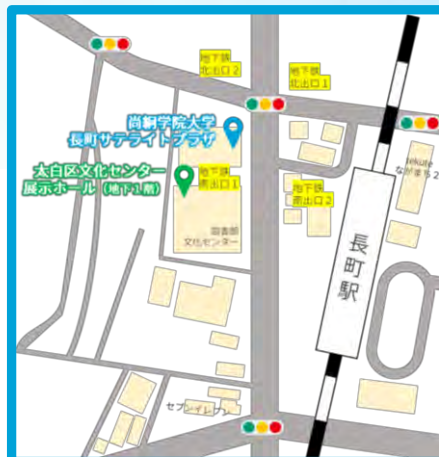 地下鉄
北出口2
地下鉄
北出口1
尚絅学院大学
長町サテライトプラザ
tekute
ながまち2
太白区文化センター
展示ホール（地下1階）
地下鉄
南出口1
地下鉄
南出口2
図書館
文化センター
長町駅
セブンイレブン